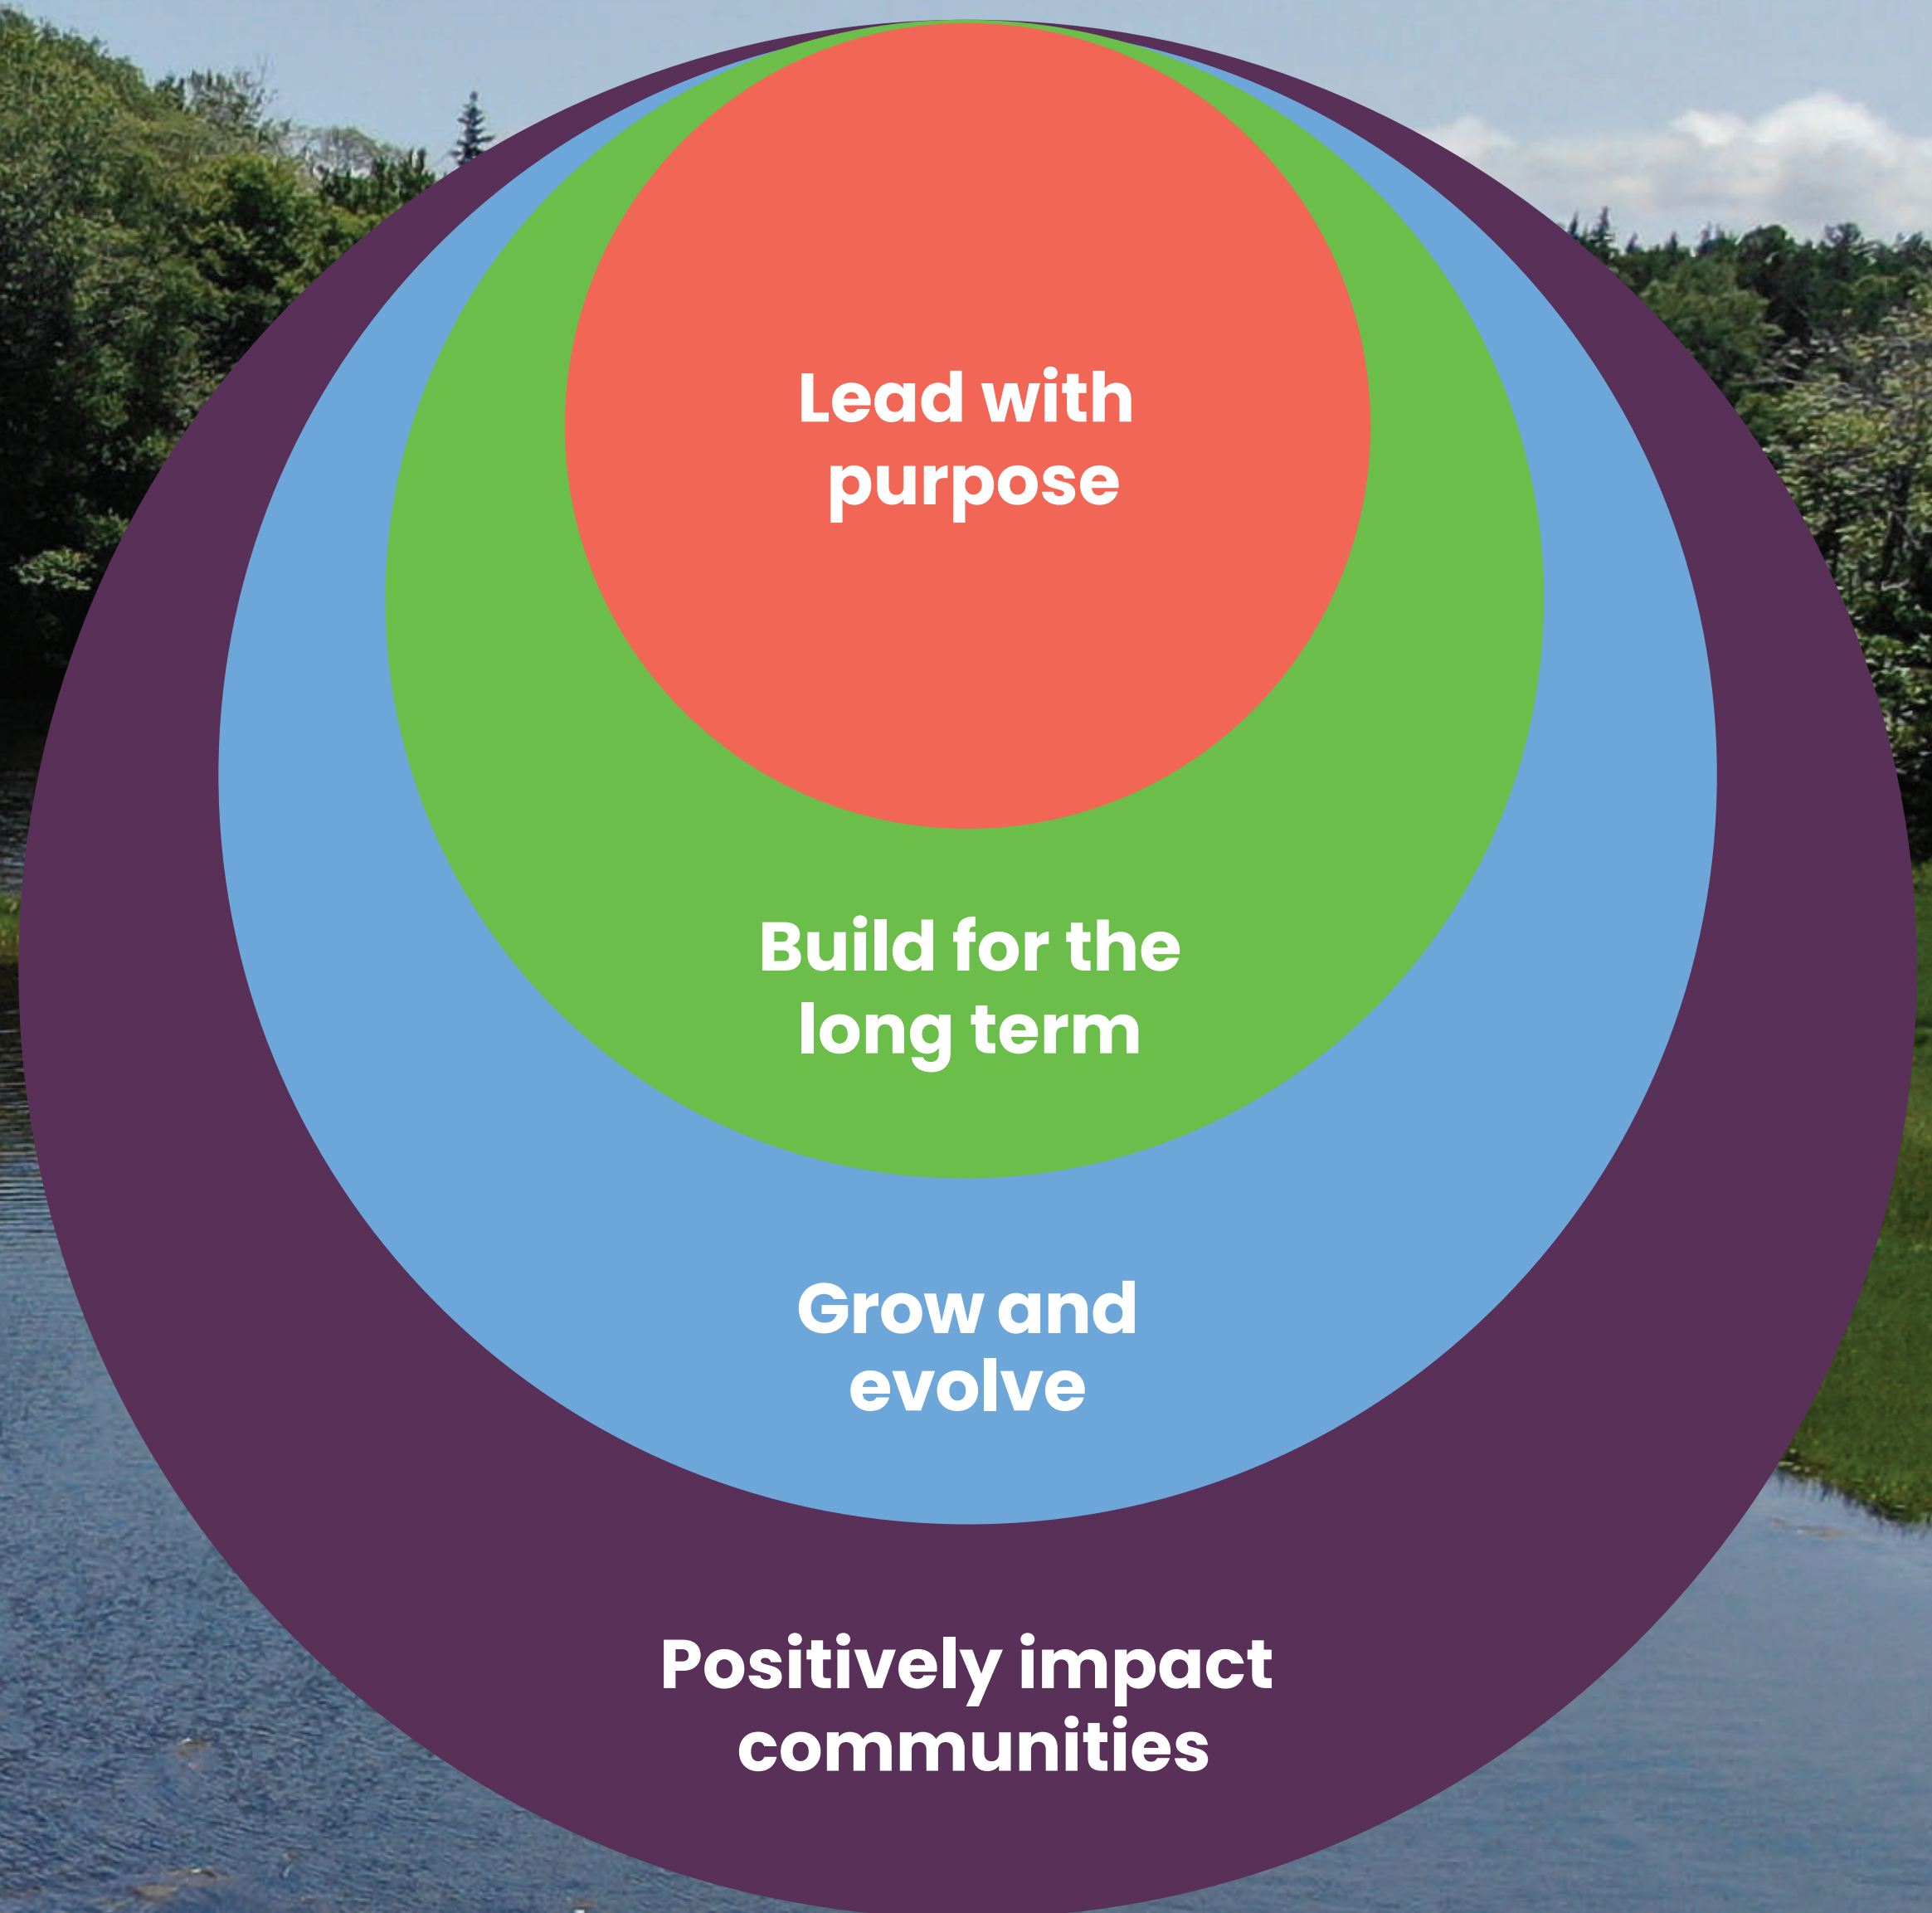 Lead with
purpose
Build for the
long term
Grow and
evolve
Positively impact
communities